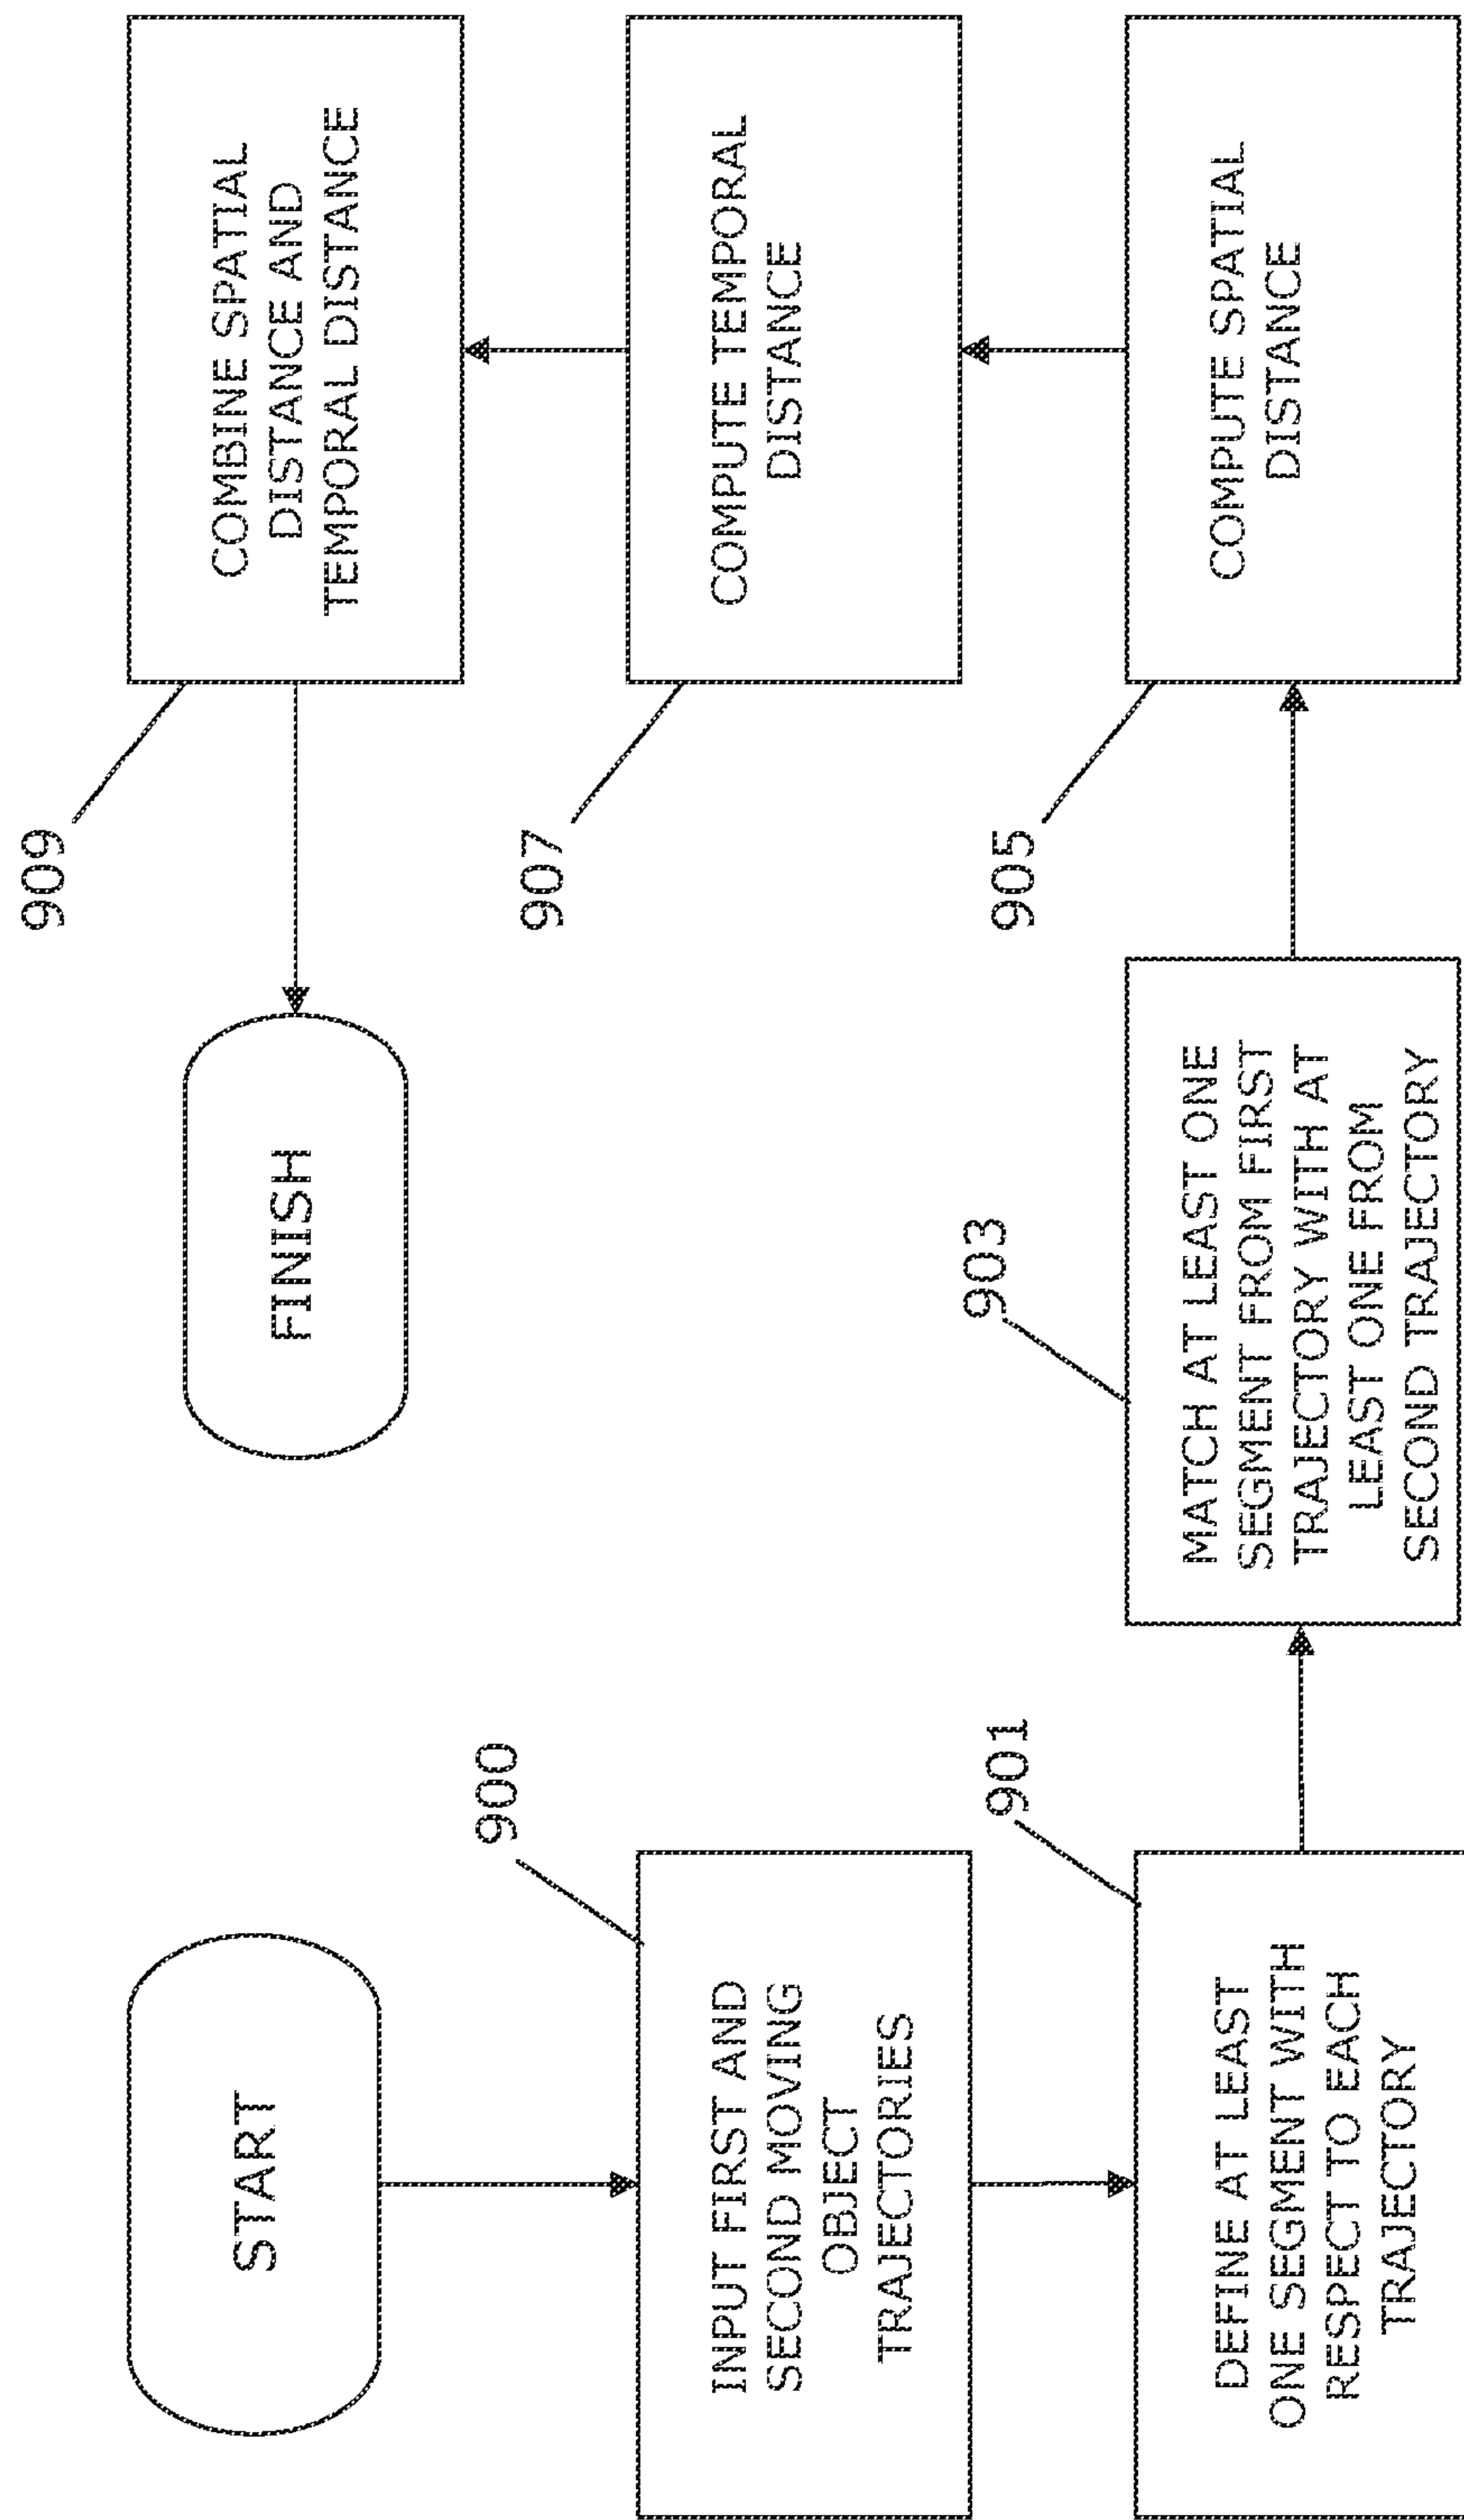 START
900
INPUT FIRST AND
SECOND MOVING
OBJECT
TRAJECTORIES
901
DEFINE AT LEAST
ONE SEGMENT WITH
RESPECT TO EACH
TRAJECTORY
903
MATCH AT LEAST ONE
SEGMENT FROM FIRST
TRAJECTORY WITH AT
LEAST ONE FROM
SECOND TRAJECTORY
905
COMPUTE SPATIAL
DISTANCE
907
COMPUTE TEMPORAL
DISTANCE
909
COMBINE SPATIAL
DISTANCE AND
TEMPORAL DISTANCE
FINISH